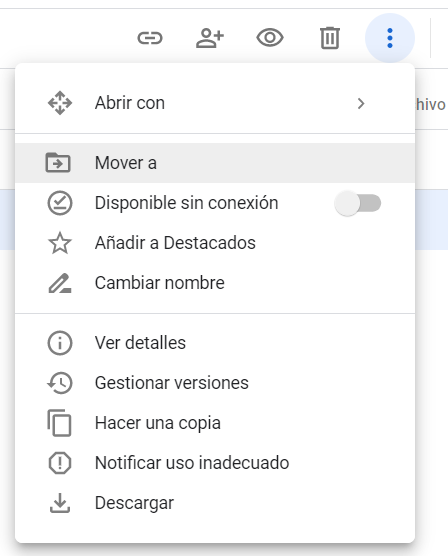 Abrir con
hivo
Mover a
Disponible sin conexión
Añadir a Destacados
Cambiar nombre
Ver detalles
Gestionar versiones
Hacer una copia
Notificar uso inadecuado
Descargar